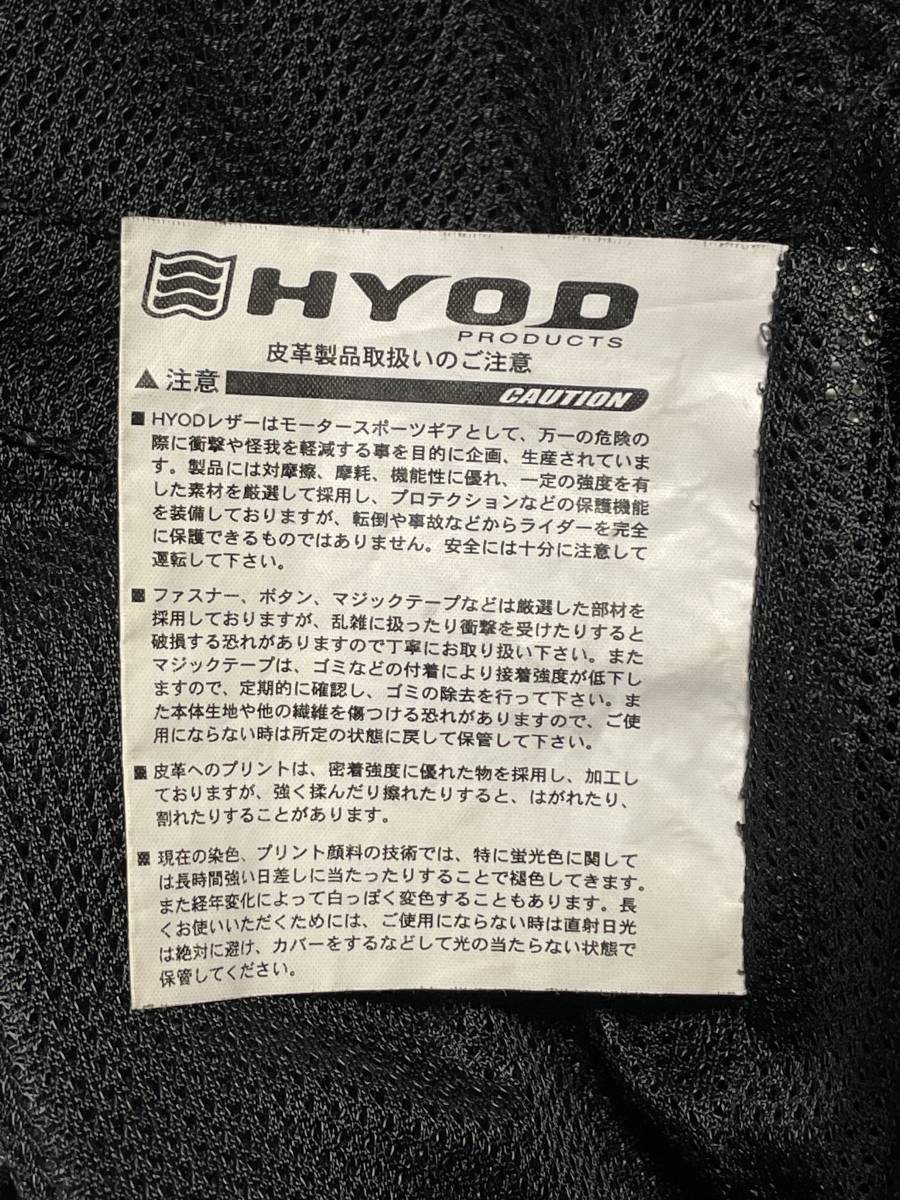 HYOD
PRODUCTS
皮革製品取扱いのご注意
▲注意 CAUTION
■ HYODレザーはモータースポーツギアとして、万一の危険の
際に衝撃や怪我を軽減する事を目的に企画、生産されていま
す。製品には対摩擦、摩耗、機能性に優れ、一定の強度を有
した素材を厳選して採用し、プロテクションなどの保護機能
を装備しておりますが、転倒や事故などからライダーを完全
に保護できるものではありません。安全には十分に注意して
運転して下さい。
■ ファスナー、ボタン、マジックテープなどは厳選した部材を
採用しておりますが、乱雑に扱ったり衝撃を受けたりすると
破損する恐れがありますので丁寧にお取り扱い下さい。また
マジックテープは、ゴミなどの付着により接着強度が低下し
ますので、定期的に確認し、ゴミの除去を行って下さい。ま
た本体生地や他の繊維を傷つける恐れがありますので、ご使
用にならない時は所定の状態に戻して保管して下さい。
■ 皮革へのプリントは、密着強度に優れた物を採用し、加工し
ておりますが、強く揉んだり擦れたりすると、はがれたり、
割れたりすることがあります。
■ 現在の染色、プリント顔料の技術では、特に蛍光色に関して
は長時間強い日差しに当たったりすることで褪色してきます。
また経年変化によって白っぽく変色することもあります。長
くお使いいただくためには、ご使用にならない時は直射日光
は絶対に避け、カバーをするなどして光の当たらない状態で
保管してください。